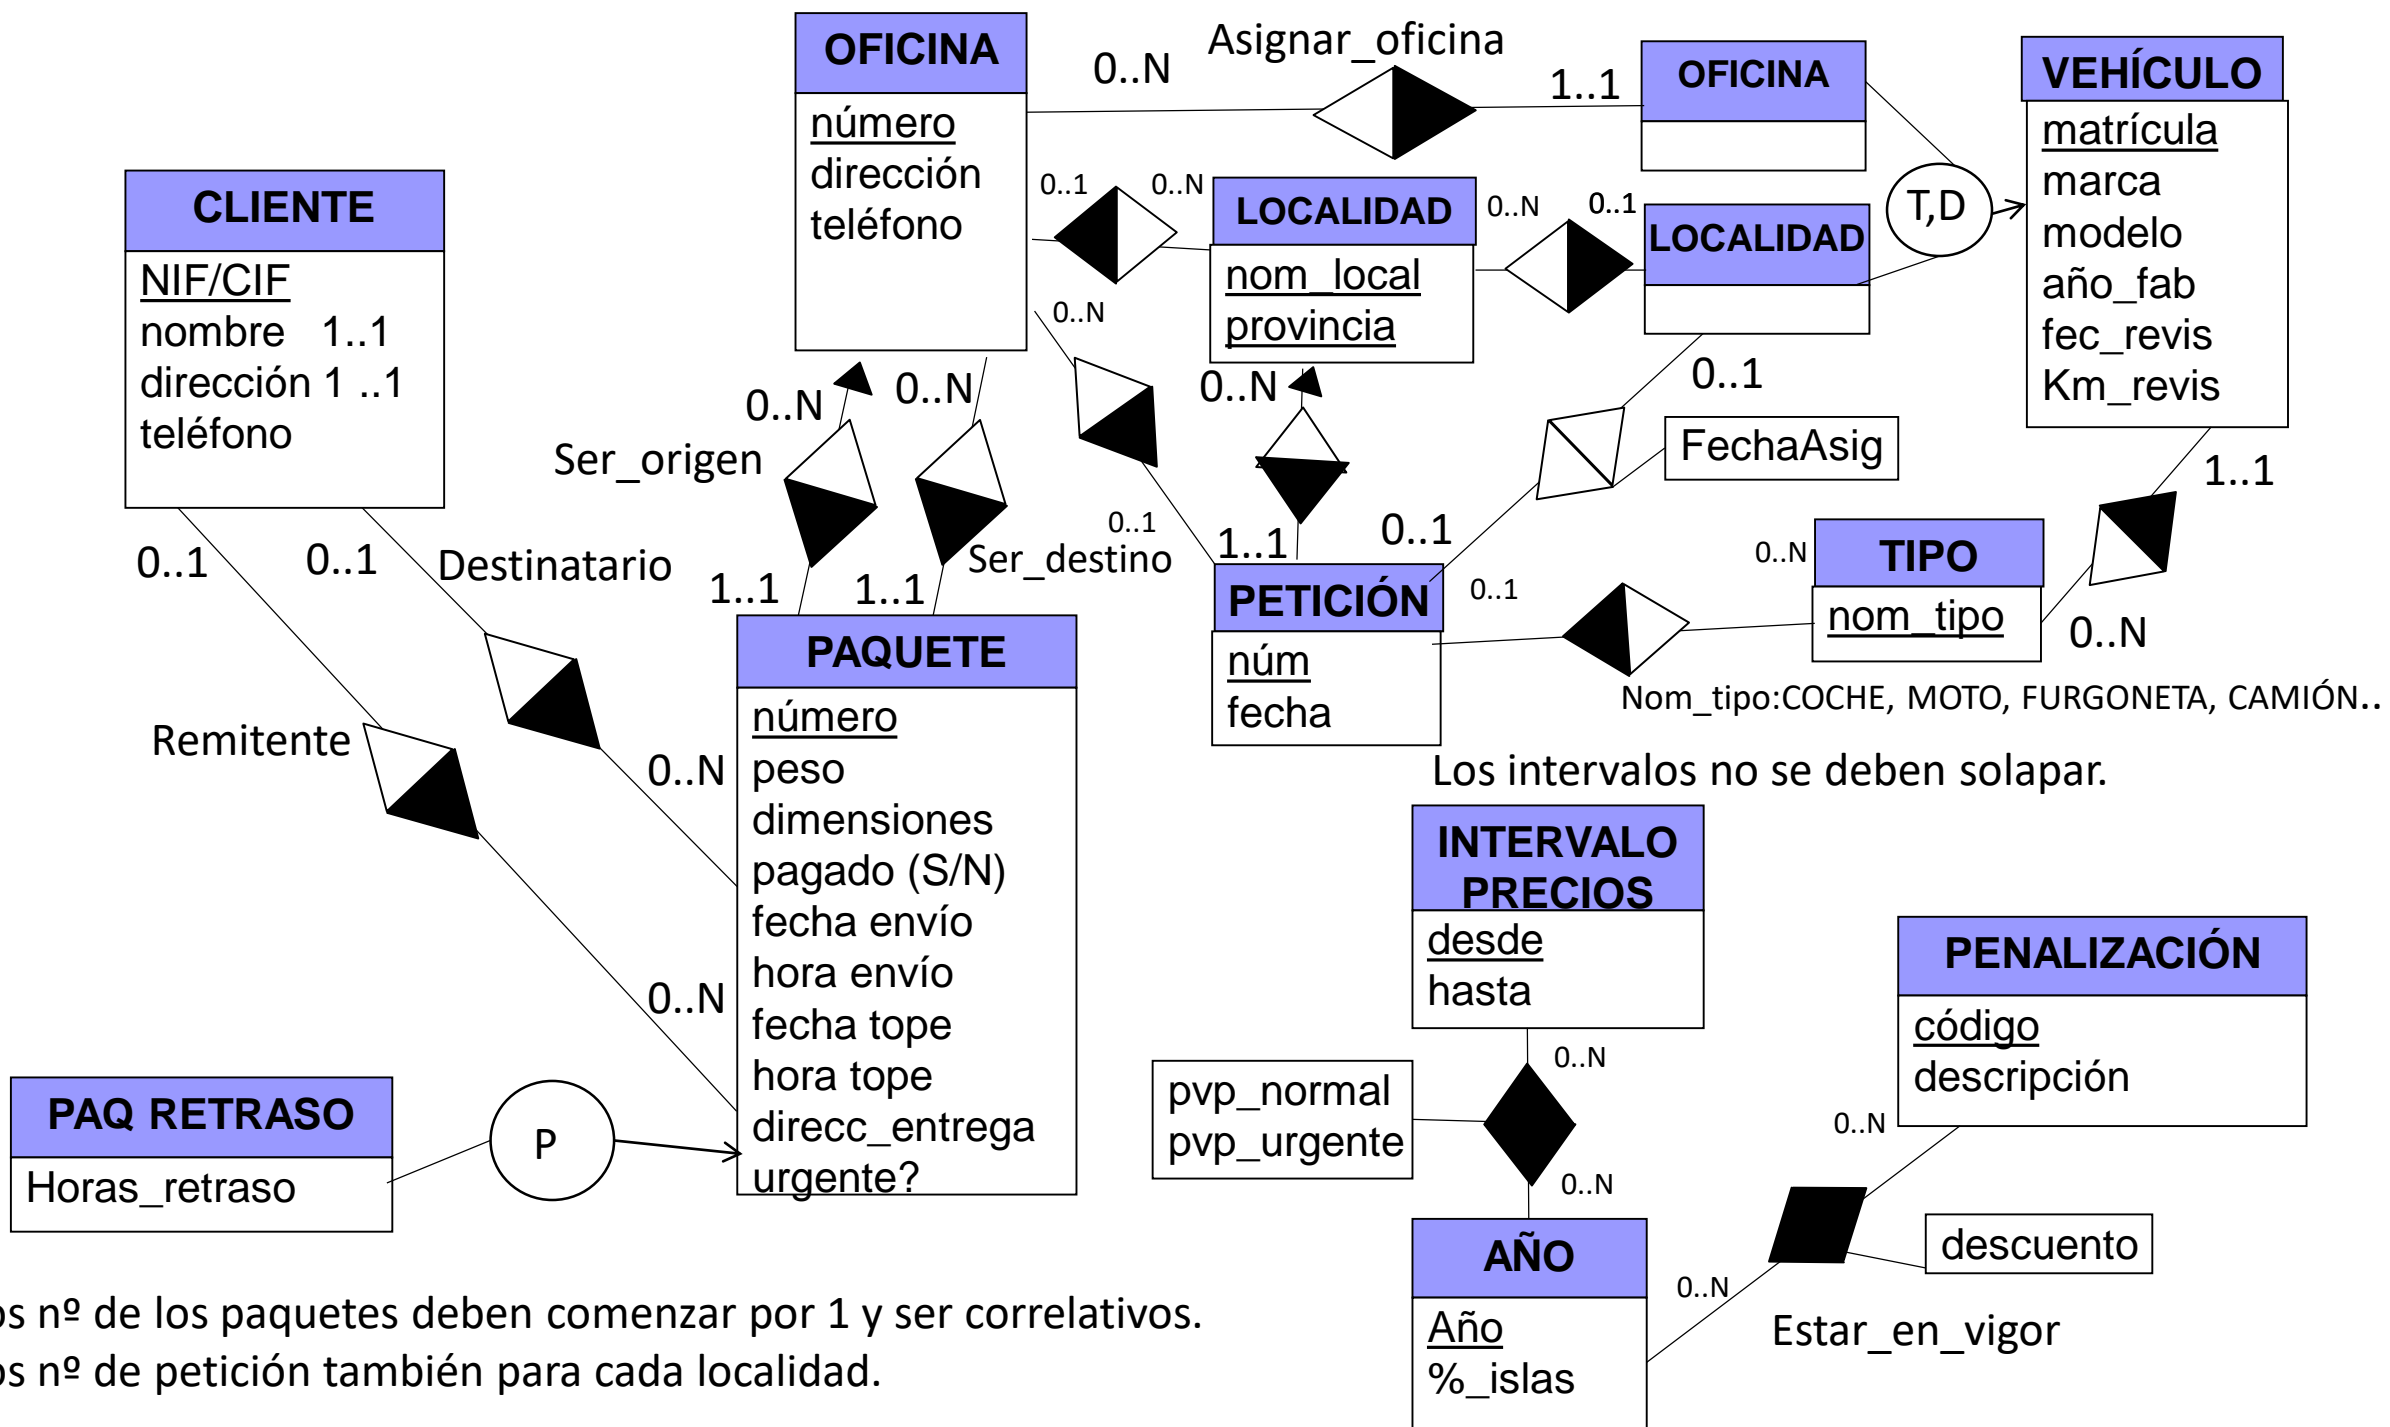 OFICINA
número
dirección
teléfono
0..N
Asignar_oficina
1..1
OFICINA
VEHÍCULO
matrícula
marca
modelo
año_fab
fec_revis
Km_revis
T,D
CLIENTE
NIF/CIF
nombre 1..1
dirección 1 ..1
teléfono
0..1
0..N
LOCALIDAD
nom_local
provincia
0..N
0..1
LOCALIDAD
0..N
0..N
0..N
0..N
0..1
FechaAsig
1..1
Ser_origen
0..1
0..1
Destinatario
1..1
1..1
Ser_destino
0..1
1..1
0..1
PETICIÓN
núm
fecha
0..1
0..N
TIPO
nom_tipo
0..N
Nom_tipo:COCHE, MOTO, FURGONETA, CAMIÓN..
PAQUETE
número
peso
dimensiones
pagado (S/N)
fecha envío
hora envío
fecha tope
hora tope
direcc_entrega
urgente?
Remitente
0..N
0..N
Los intervalos no se deben solapar.
INTERVALO
PRECIOS
desde
hasta
PENALIZACIÓN
código
descripción
PAQ RETRASO
Horas_retraso
P
0..N
pvp_normal
pvp_urgente
0..N
0..N
AÑO
Año
%_islas
descuento
0..N
Estar_en_vigor
os nº de los paquetes deben comenzar por 1 y ser correlativos.
os nº de petición también para cada localidad.